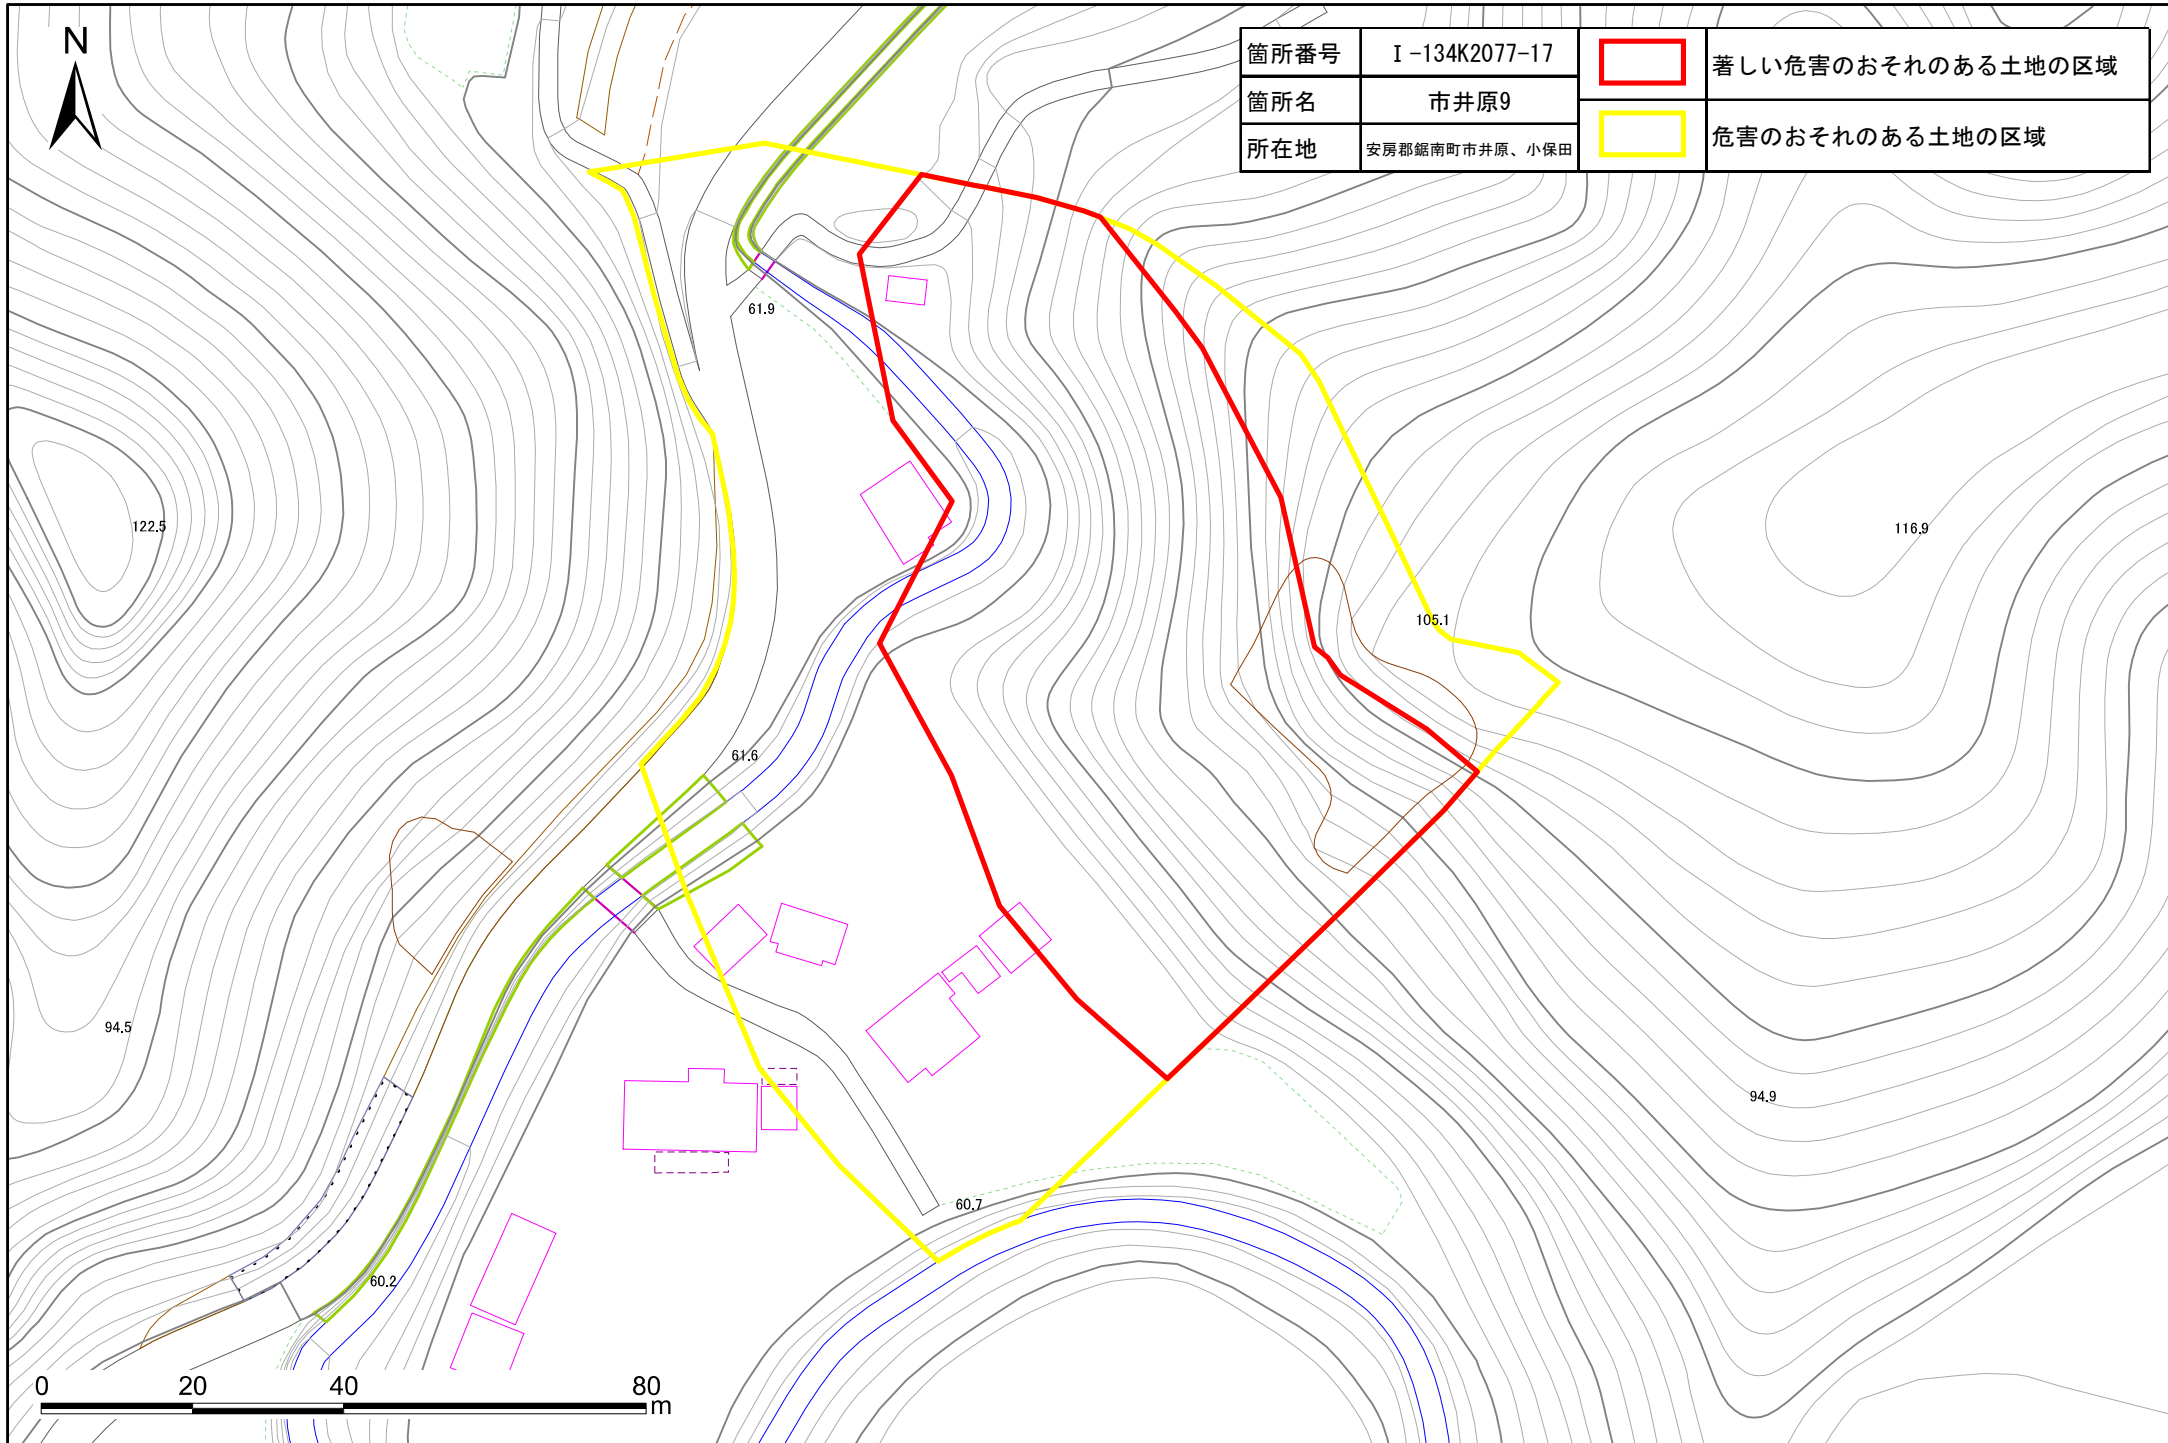 N
箇所番号 Ⅰ-134K2077-17 著しい危害のおそれのある土地の区域
箇所名 市井原9
危害のおそれのある土地の区域
所在地 安房郡鋸南町市井原、小保田
61.9
122.5
116.9
105.1
61.6
94.5
94.9
60.7
60.2
0 20 40 80
m